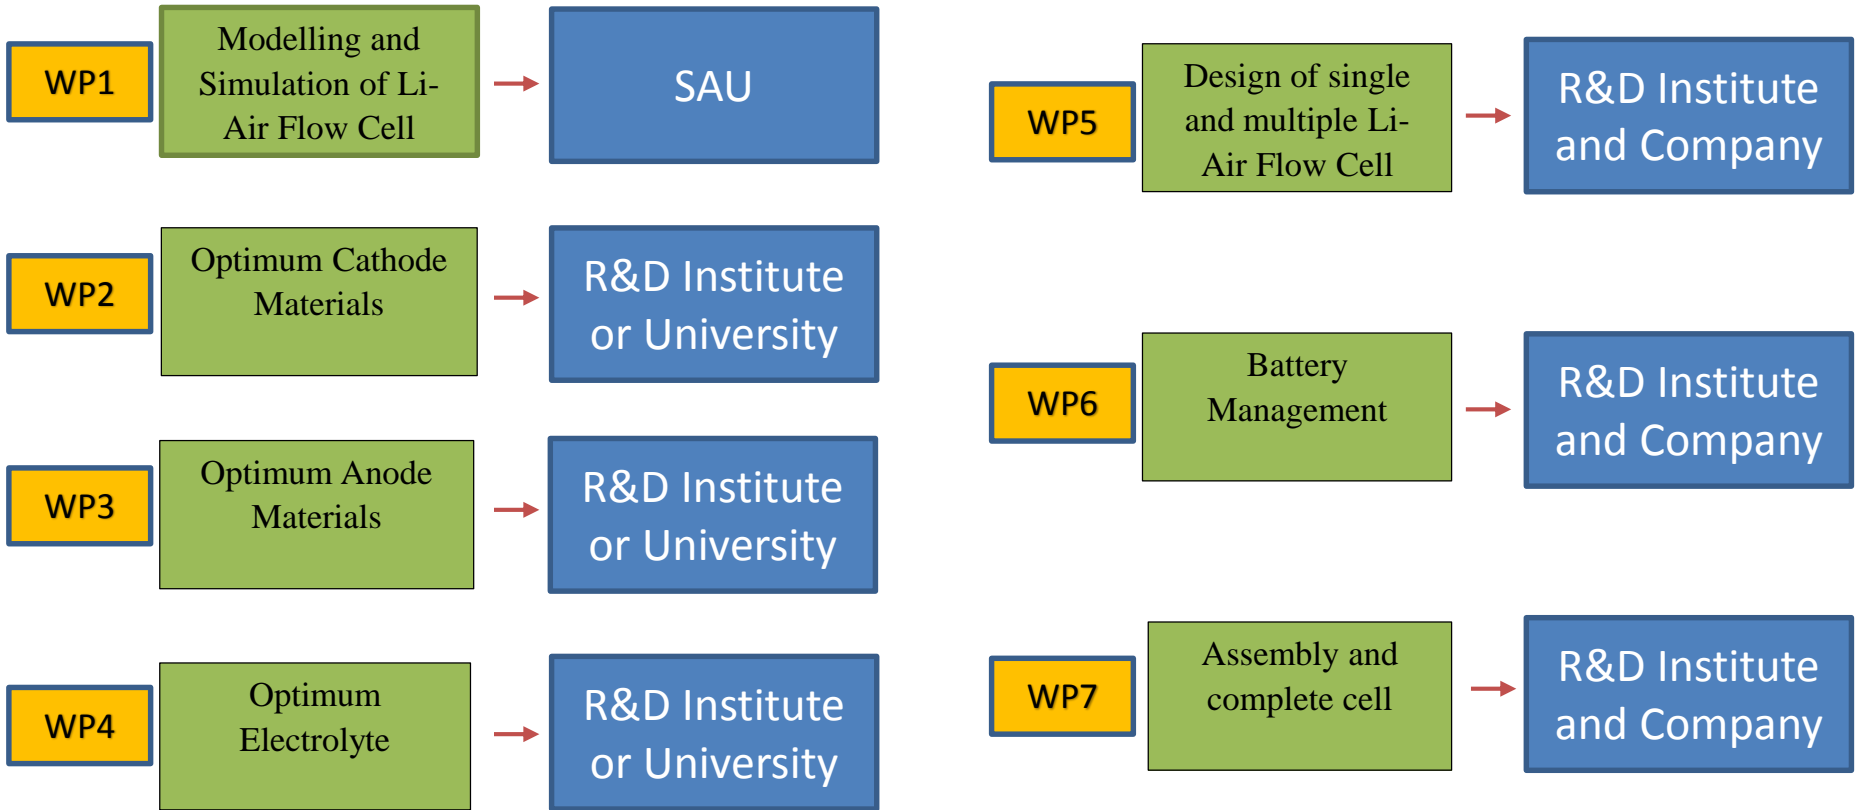 WP1
Modelling and
Simulation of Li-
Air Flow Cell
SAU
WP2
Optimum Cathode
Materials
R&D Institute
or University
WP3
Optimum Anode
Materials
R&D Institute
or University
WP4
Optimum
Electrolyte
R&D Institute
or University
WP5
Design of single
and multiple Li-
Air Flow Cell
R&D Institute
and Company
WP6
Battery
Management
R&D Institute
and Company
WP7
Assembly and
complete cell
R&D Institute
and Company